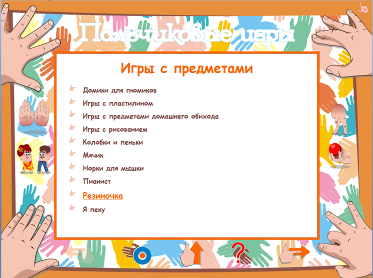 Пальчиковые игры
Игры с предметами
Домики для гномиков
Игры с пластилином
Игры с предметами домашнего обихода
Игры с рисованием
Колобки и пеньки
Мячик
Норки для мышки
Пианист
Резиночка
Я пеку
?